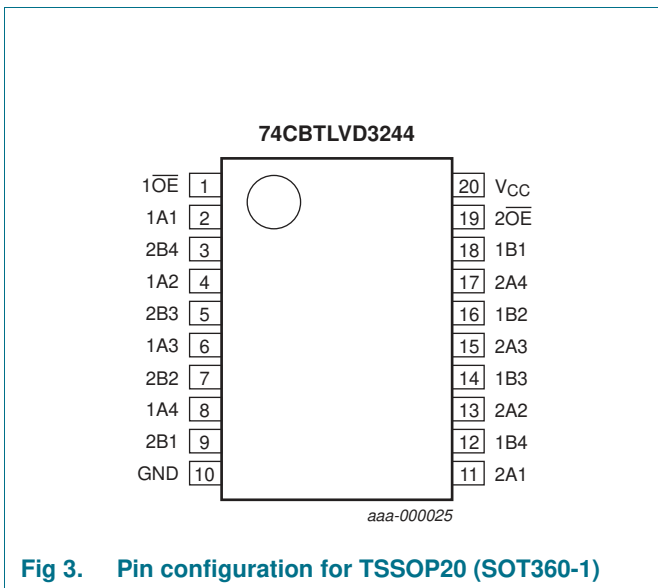 74CBTLVD3244
1O̅E̅ 1 20 VCC
1A1 2 19 2O̅E̅
2B4 3 18 1B1
1A2 4 17 2A4
2B3 5 16 1B2
1A3 6 15 2A3
2B2 7 14 1B3
1A4 8 13 2A2
2B1 9 12 1B4
GND 10 11 2A1
aaa-000025
Fig 3. Pin configuration for TSSOP20 (SOT360-1)